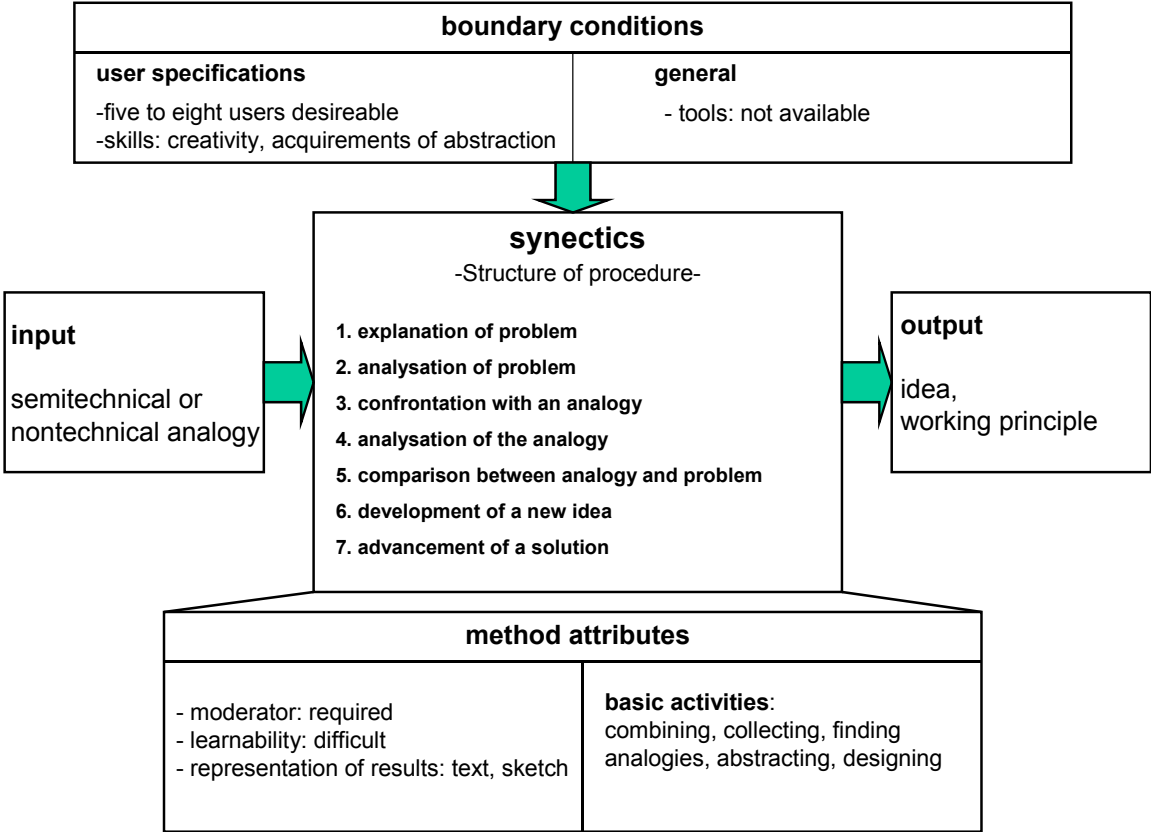 boundary conditions
user specifications
-five to eight users desireable
-skills: creativity, acquirements of abstraction
general
- tools: not available
synectics
-Structure of procedure-
1. explanation of problem
2. analysation of problem
3. confrontation with an analogy
4. analysation of the analogy
5. comparison between analogy and problem
6. development of a new idea
7. advancement of a solution
input
semitechnical or
nontechnical analogy
output
idea,
working principle
method attributes
- moderator: required
- learnability: difficult
- representation of results: text, sketch
basic activities:
combining, collecting, finding
analogies, abstracting, designing